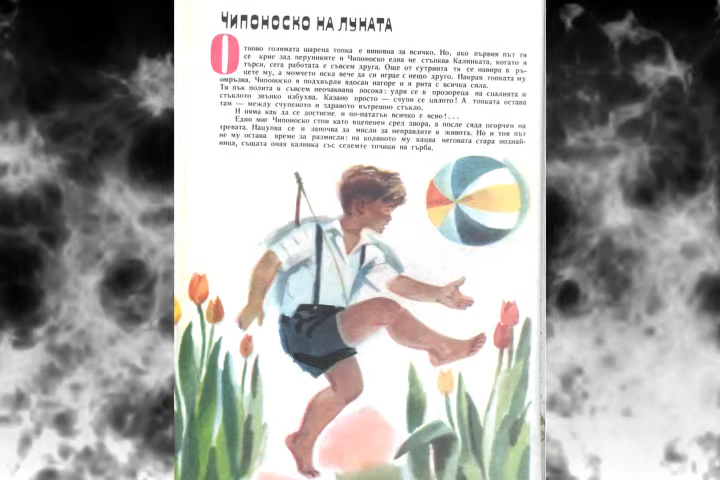 Чипоноско на луната
Отново голямата шарена топка е виновна за всичко. Но, ако първия път тя
се крие зад перуниките и Чипоноско едва не стъпка Калинката, когато я
търси, сега работата е съвсем друга. Още от сутринта тя се навира в ръ-
цете му, а момчето иска вече да си играе с нещо друго. Накрая топката му
омръзва, Чипоноско я подхвърля ядосан нагоре и я рита с всичка сила.
Тя пък полита в съвсем неочаквана посока: удря се в прозореца на спалнята и
стъклото звънко избухва. Казано просто — счупи се цялото! А топката остава
там — между счупеното и здравото вътрешно стъкло.
И няма как да се достигне, и по-нататък всичко е ясно!...
Един миг Чипоноско стоя като вцепенен сред двора, а после сяда огорчен на
тревата. Нацупва се и започва да мисли за неправдите в живота. Но и тоя път
не му остава време за размисли: на коляното му кацва неговата стара познай-
ница, същата оная калинка със седемте точици на гърба.